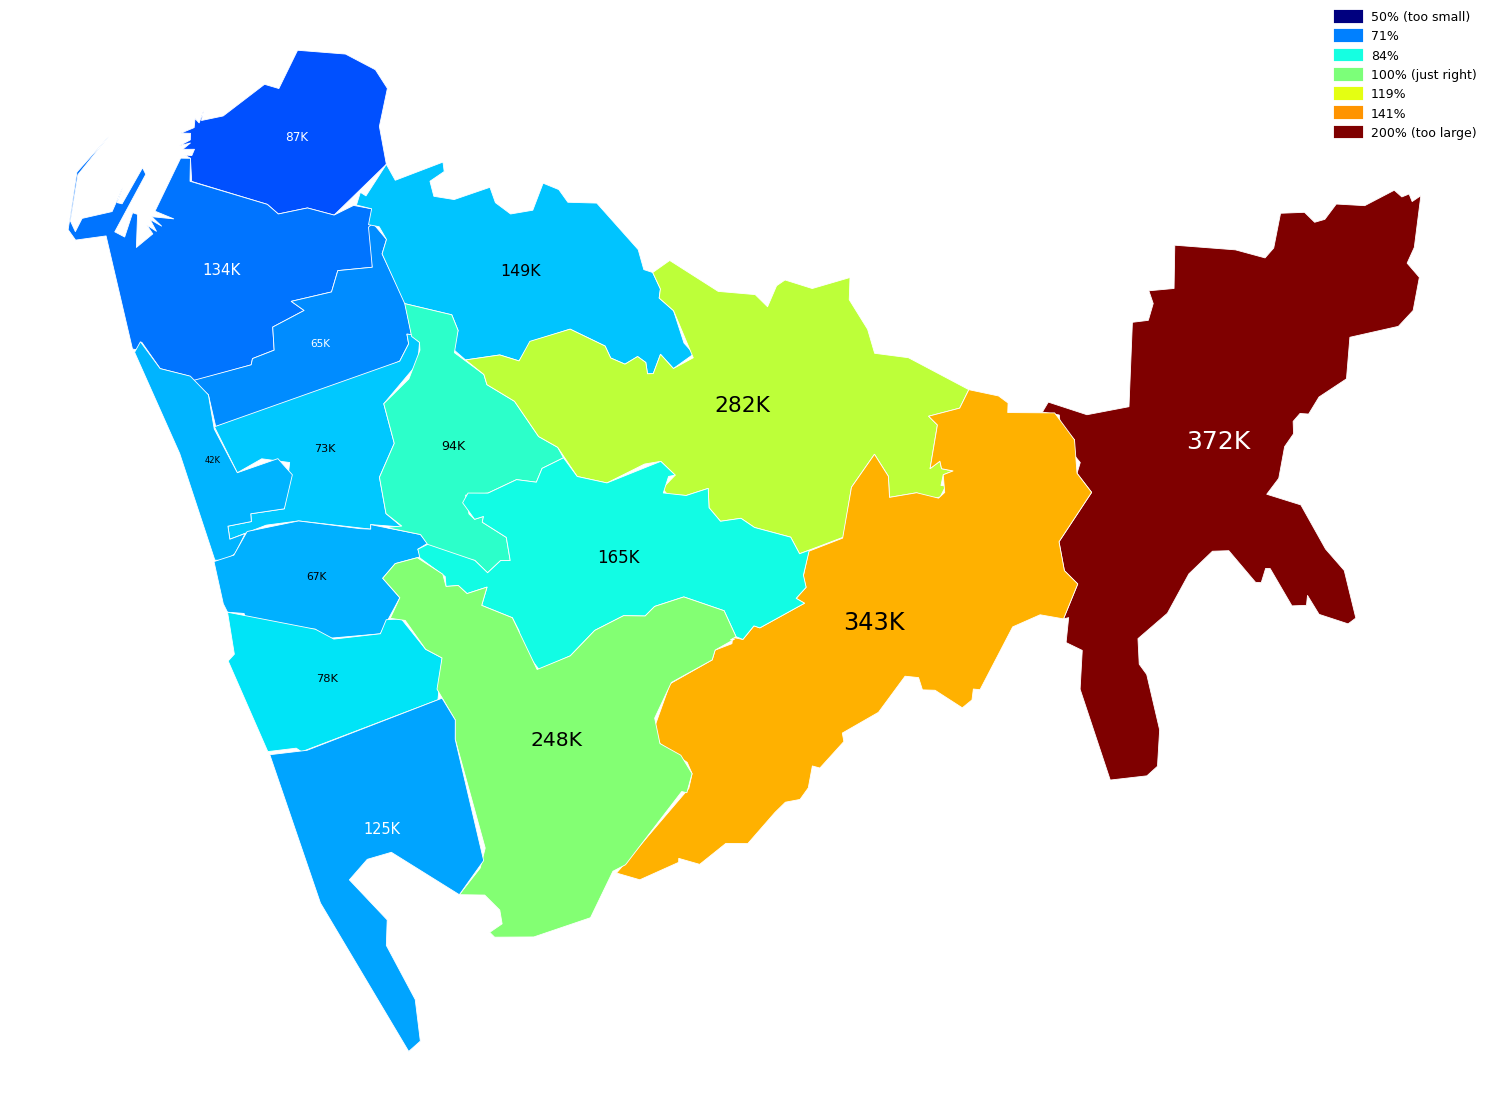 50% (too small)
71%
84%
100% (just right)
119%
141%
200% (too large)
87K
134K
149K
65K
282K
372K
94K
73K
42K
165K
67K
343K
78K
248K
125K